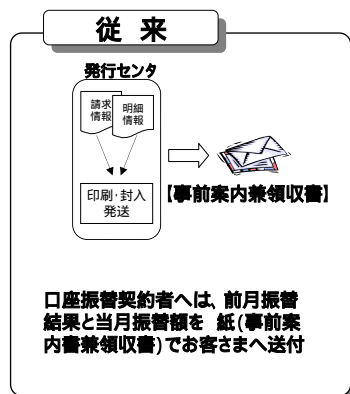 従 来
発行センタ
請求
情報
明細
情報
印刷・封入
発送
【事前案内兼領収書】
口座振替契約者へは、前月振替
結果と当月振替額を 紙(事前案
内書兼領収書)でお客さまへ送付